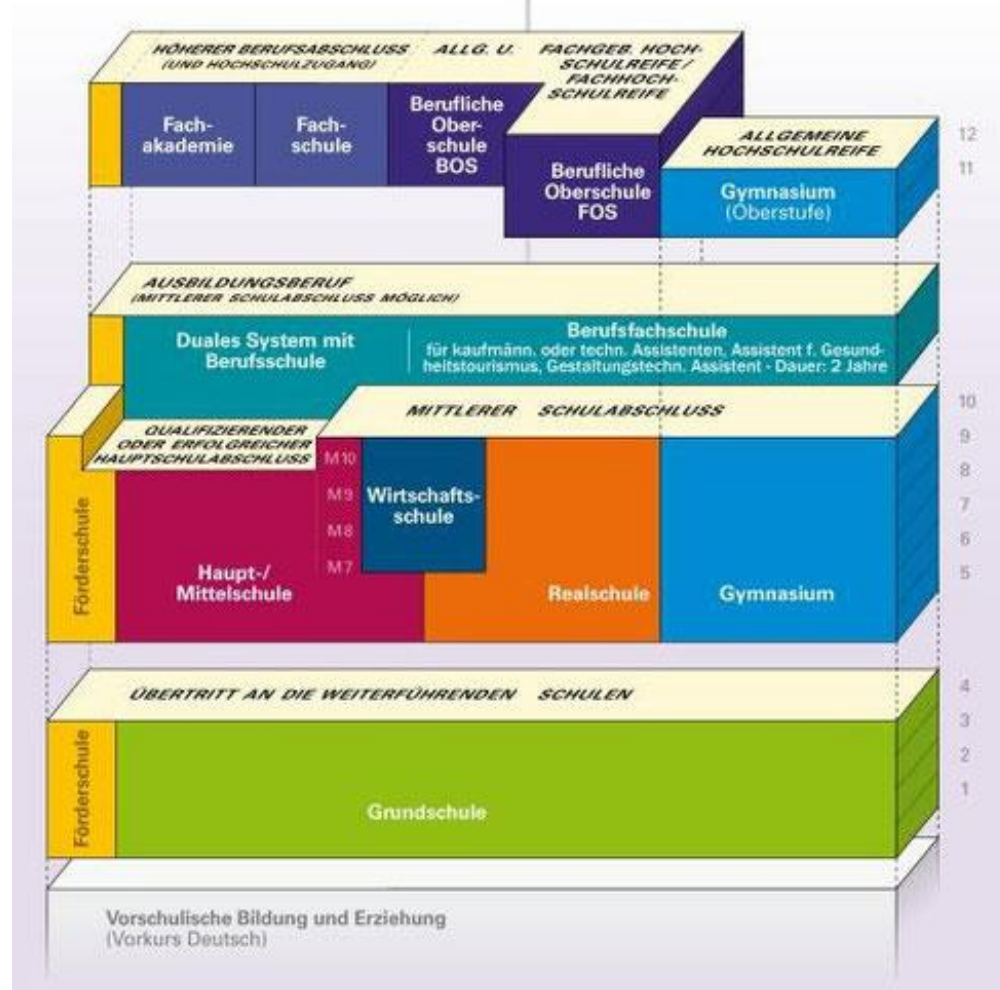 HÖHERER BERUFSABSCHLUSS
(UND HOCHSCHULZUGANG)
ALLG. U.
FACHGEB. HOCH-
SCHULREIFE /
FACHHOCH-
SCHULREIFE
Fach-
akademie
Fach-
schule
Berufliche
Ober-
schule
BOS
Berufliche
Oberschule
FOS
ALLGEMEINE
HOCHSCHULREIFE
Gymnasium
(Oberstufe)
12
11
AUSBILDUNGSBERUF
(MITTLERER SCHULABSCHLUSS MÖGLICH)
Duales System mit
Berufsschule
Berufsfachschule
für kaufmänn. oder techn. Assistenten, Assistent f. Gesund-
heitstourismus, Gestaltungstechn. Assistent - Dauer: 2 Jahre
MITTLERER SCHULABSCHLUSS
QUALIFIZIERENDER
ODER ERFOLGREICHER
HAUPTSCHULABSCHLUSS
Förderschule
Haupt-/
Mittelschule
M10
M9
M8
M7
Wirtschafts-
schule
Realschule
Gymnasium
10
9
8
7
6
5
ÜBERTRITT AN DIE WEITERFÜHRENDEN SCHULEN
Förderschule
Grundschule
4
3
2
1
Vorschulische Bildung und Erziehung
(Vorkurs Deutsch)